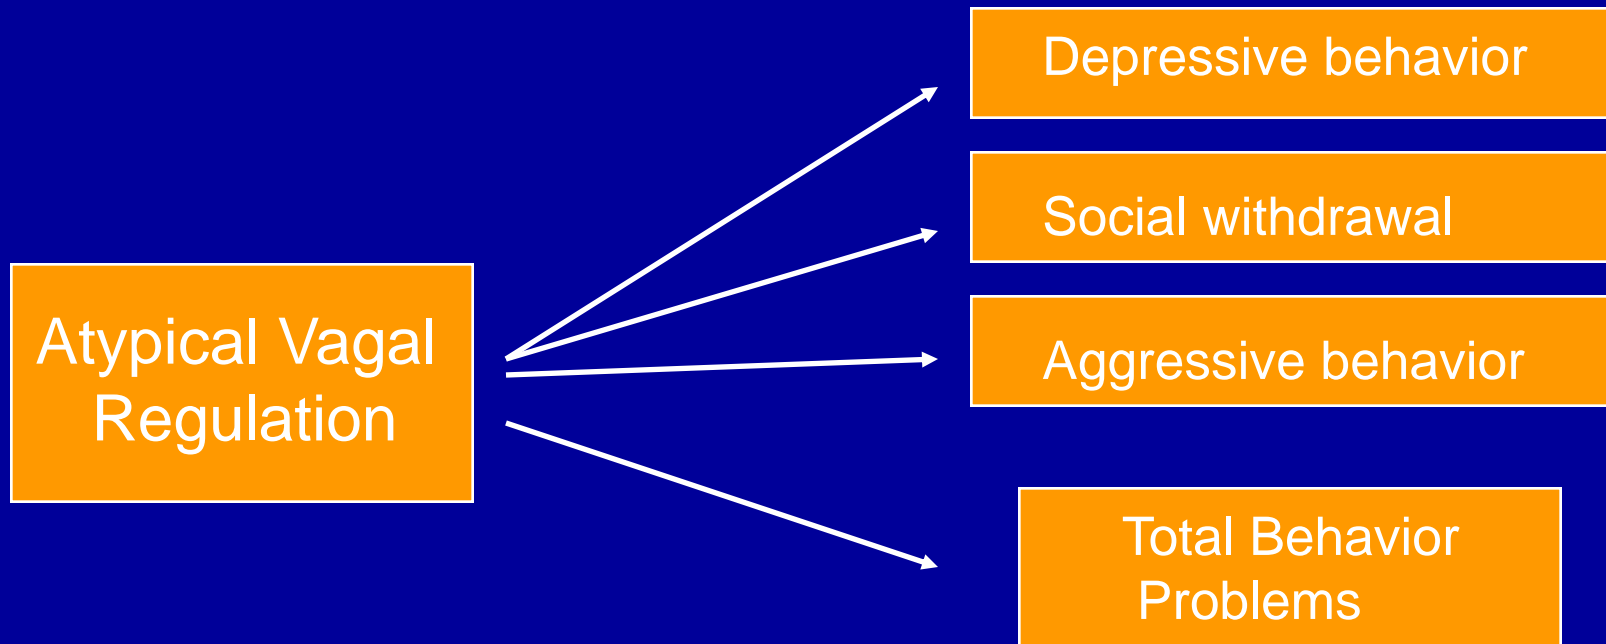 Depressive behavior
Social withdrawal
Atypical Vagal
Regulation
Aggressive behavior
Total Behavior
Problems